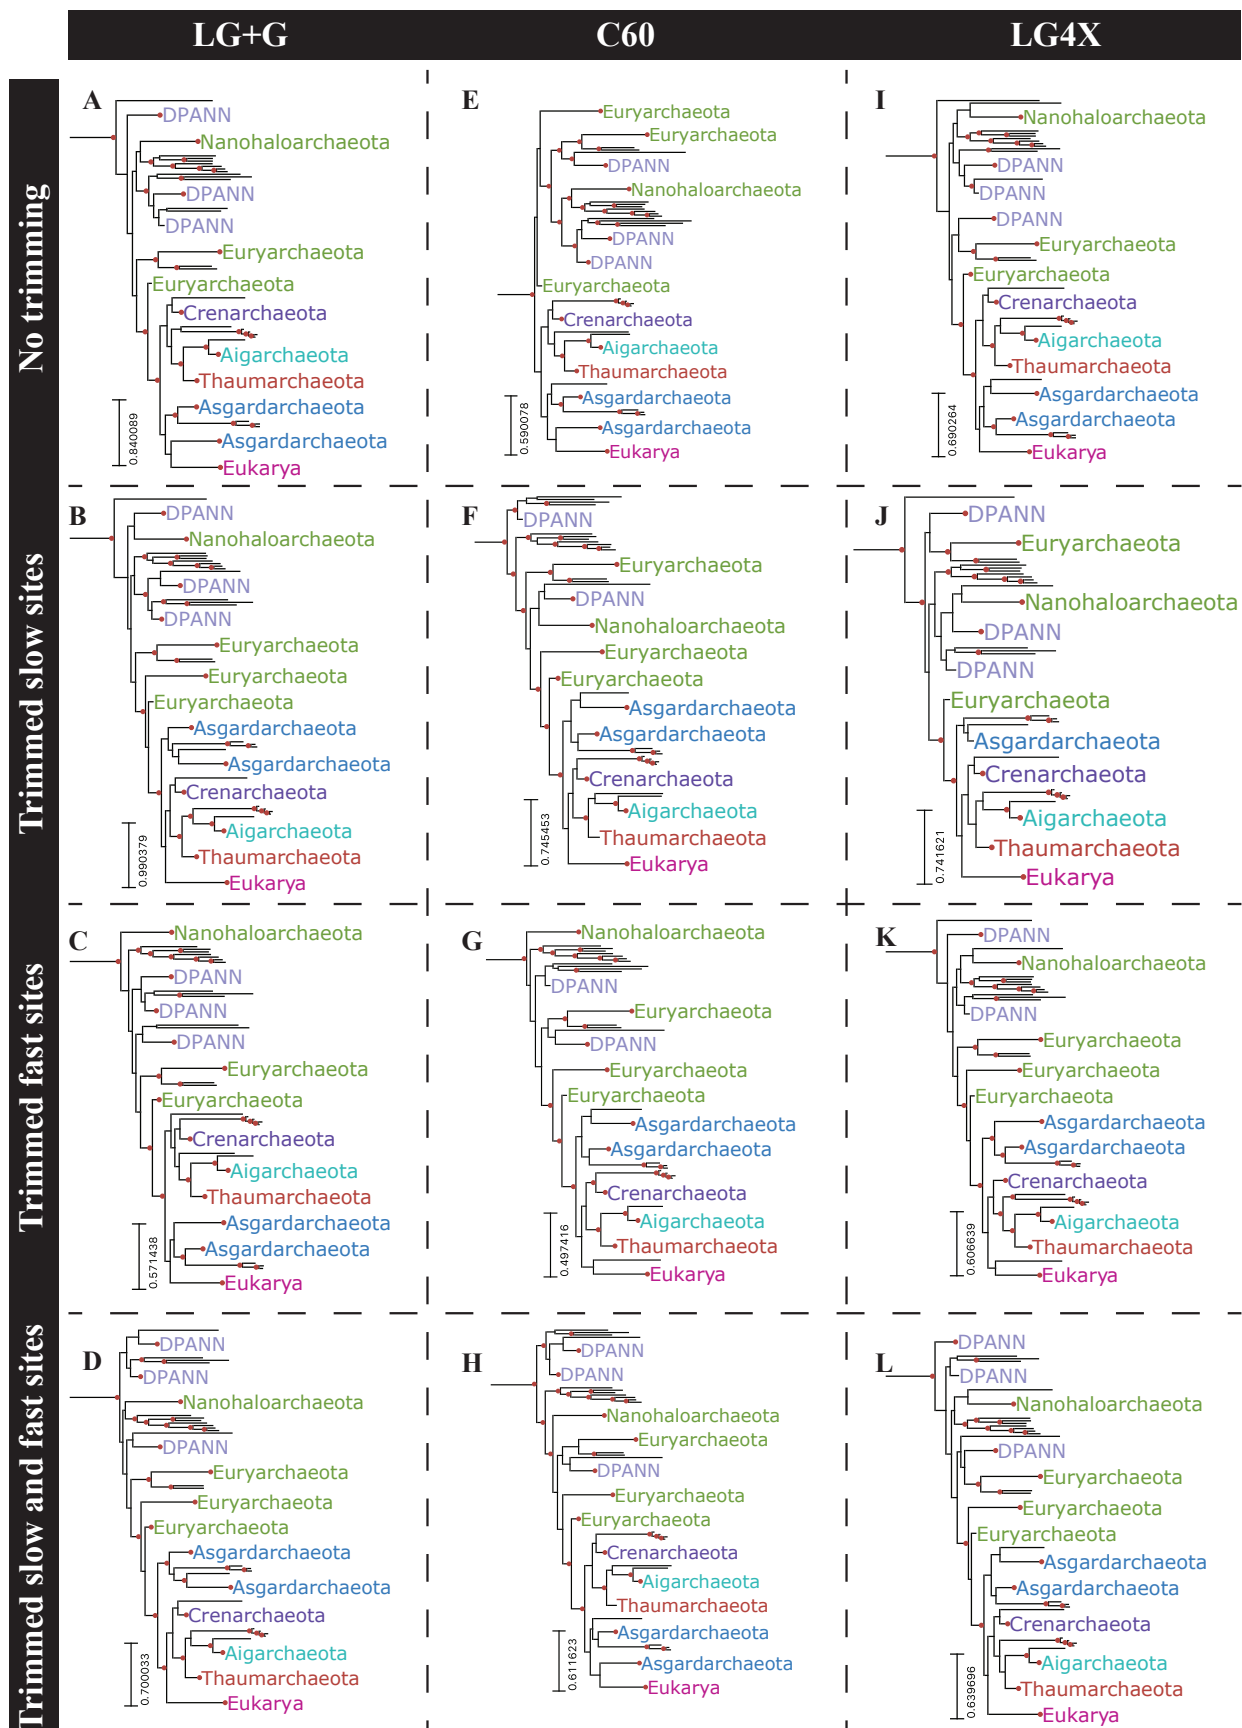 LG+G
C60
LG4X
No trimming
A
DPANN
Nanohaloarchaeota
DPANN
DPANN
Euryarchaeota
Euryarchaeota
Crenarchaeota
Aigarchaeota
Thaumarchaeota
Asgardarchaeota
Asgardarchaeota
Eukarya
0.840089
E
Euryarchaeota
Euryarchaeota
DPANN
Nanohaloarchaeota
DPANN
DPANN
Euryarchaeota
Crenarchaeota
Aigarchaeota
Thaumarchaeota
Asgardarchaeota
Asgardarchaeota
Eukarya
0.590078
I
Nanohaloarchaeota
DPANN
DPANN
DPANN
Euryarchaeota
Euryarchaeota
Crenarchaeota
Aigarchaeota
Thaumarchaeota
Asgardarchaeota
Asgardarchaeota
Eukarya
0.690264
Trimmed slow sites
B
DPANN
Nanohaloarchaeota
DPANN
DPANN
Euryarchaeota
Euryarchaeota
Euryarchaeota
Asgardarchaeota
Asgardarchaeota
Crenarchaeota
Aigarchaeota
Thaumarchaeota
Eukarya
0.990379
F
DPANN
Euryarchaeota
DPANN
Nanohaloarchaeota
Euryarchaeota
Euryarchaeota
Asgardarchaeota
Asgardarchaeota
Crenarchaeota
Aigarchaeota
Thaumarchaeota
Eukarya
0.745453
J
DPANN
Euryarchaeota
Nanohaloarchaeota
DPANN
DPANN
Euryarchaeota
Asgardarchaeota
Crenarchaeota
Aigarchaeota
Thaumarchaeota
Eukarya
0.741621
Trimmed fast sites
C
Nanohaloarchaeota
DPANN
DPANN
DPANN
Euryarchaeota
Euryarchaeota
Crenarchaeota
Aigarchaeota
Thaumarchaeota
Asgardarchaeota
Asgardarchaeota
Eukarya
0.571438
G
Nanohaloarchaeota
DPANN
Euryarchaeota
DPANN
Euryarchaeota
Euryarchaeota
Asgardarchaeota
Asgardarchaeota
Crenarchaeota
Aigarchaeota
Thaumarchaeota
Eukarya
0.497416
K
DPANN
Nanohaloarchaeota
DPANN
Euryarchaeota
Euryarchaeota
Euryarchaeota
Asgardarchaeota
Asgardarchaeota
Crenarchaeota
Aigarchaeota
Thaumarchaeota
Eukarya
0.606639
Trimmed slow and fast sites
D
DPANN
DPANN
Nanohaloarchaeota
DPANN
Euryarchaeota
Euryarchaeota
Euryarchaeota
Asgardarchaeota
Asgardarchaeota
Crenarchaeota
Aigarchaeota
Thaumarchaeota
Eukarya
0.700033
H
DPANN
DPANN
Nanohaloarchaeota
Euryarchaeota
DPANN
Euryarchaeota
Euryarchaeota
Crenarchaeota
Aigarchaeota
Thaumarchaeota
Asgardarchaeota
Asgardarchaeota
Eukarya
0.611623
L
DPANN
DPANN
Nanohaloarchaeota
DPANN
Euryarchaeota
Euryarchaeota
Euryarchaeota
Asgardarchaeota
Asgardarchaeota
Crenarchaeota
Aigarchaeota
Thaumarchaeota
Eukarya
0.639696